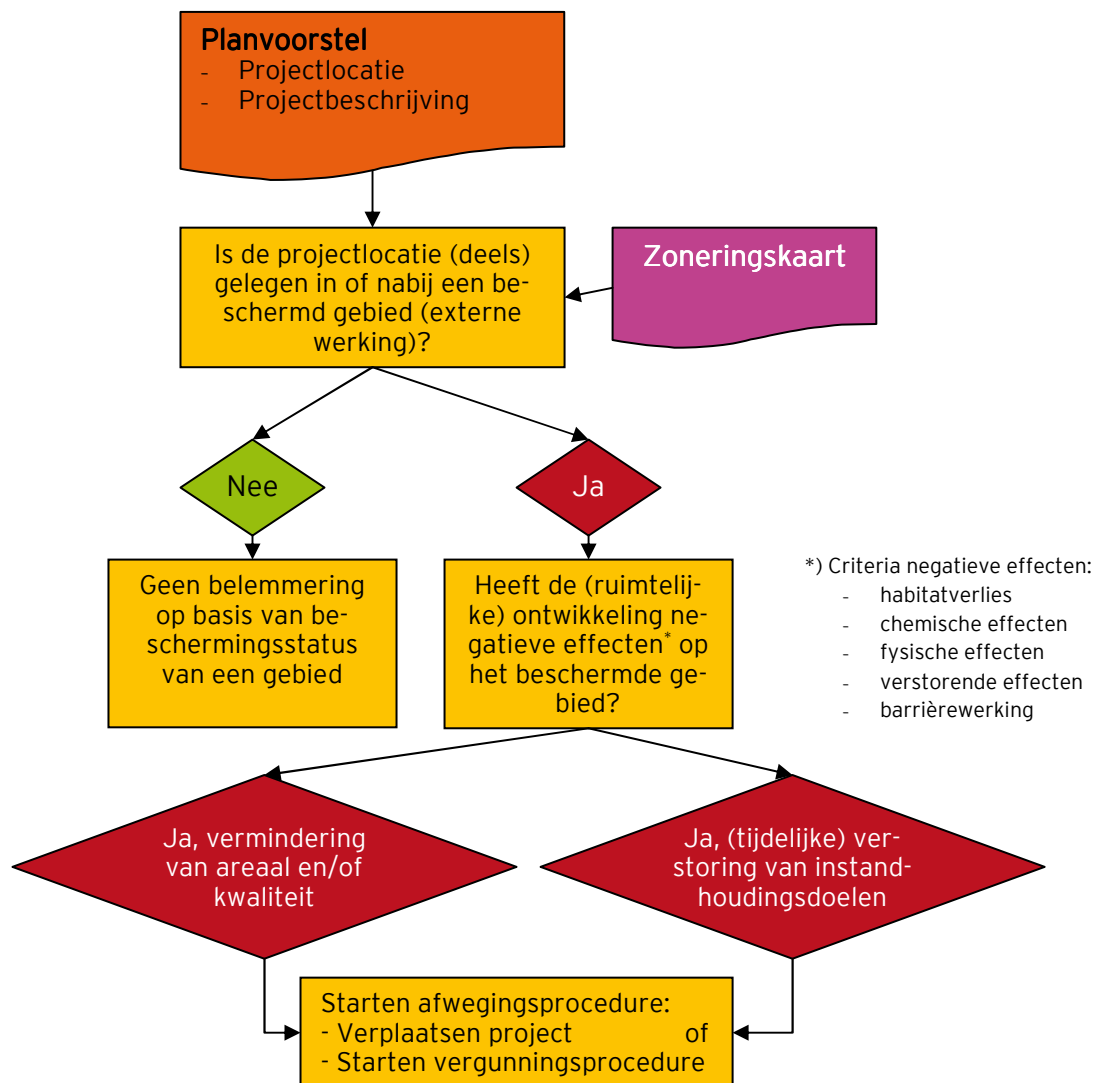 Planvoorstel
- Projectlocatie
- Projectbeschrijving
Is de projectlocatie (deels)
gelegen in of nabij een be-
schermd gebied (externe
werking)?
Zoneringskaart
Nee
Ja
Geen belemmering
op basis van be-
schermingsstatus
van een gebied
Heeft de (ruimtelij-
ke) ontwikkeling ne-
gatieve effecten* op
het beschermde ge-
bied?
*) Criteria negatieve effecten:
- habitatverlies
- chemische effecten
- fysische effecten
- verstorende effecten
- barrièrewerking
Ja, vermindering
van areaal en/of
kwaliteit
Ja, (tijdelijke) ver-
storing van instand-
houdingsdoelen
Starten afwegingsprocedure:
- Verplaatsen project of
- Starten vergunningsprocedure